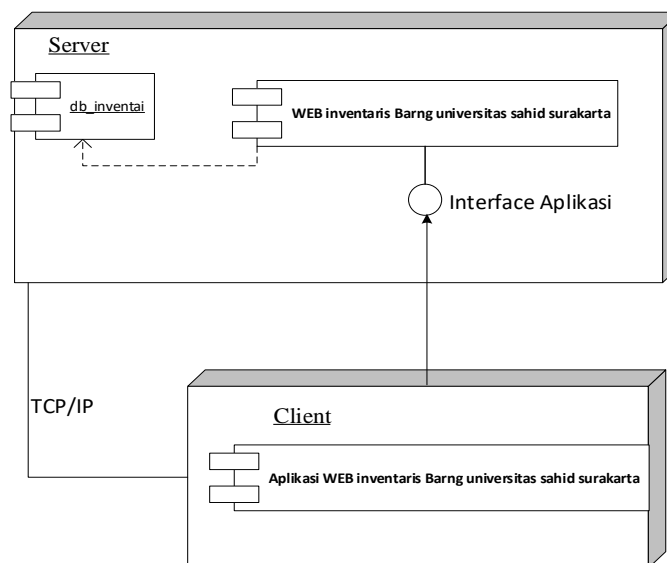 Server
db_inventai
WEB inventaris Barng universitas sahid surakarta
Interface Aplikasi
TCP/IP
Client
Aplikasi WEB inventaris Barng universitas sahid surakarta